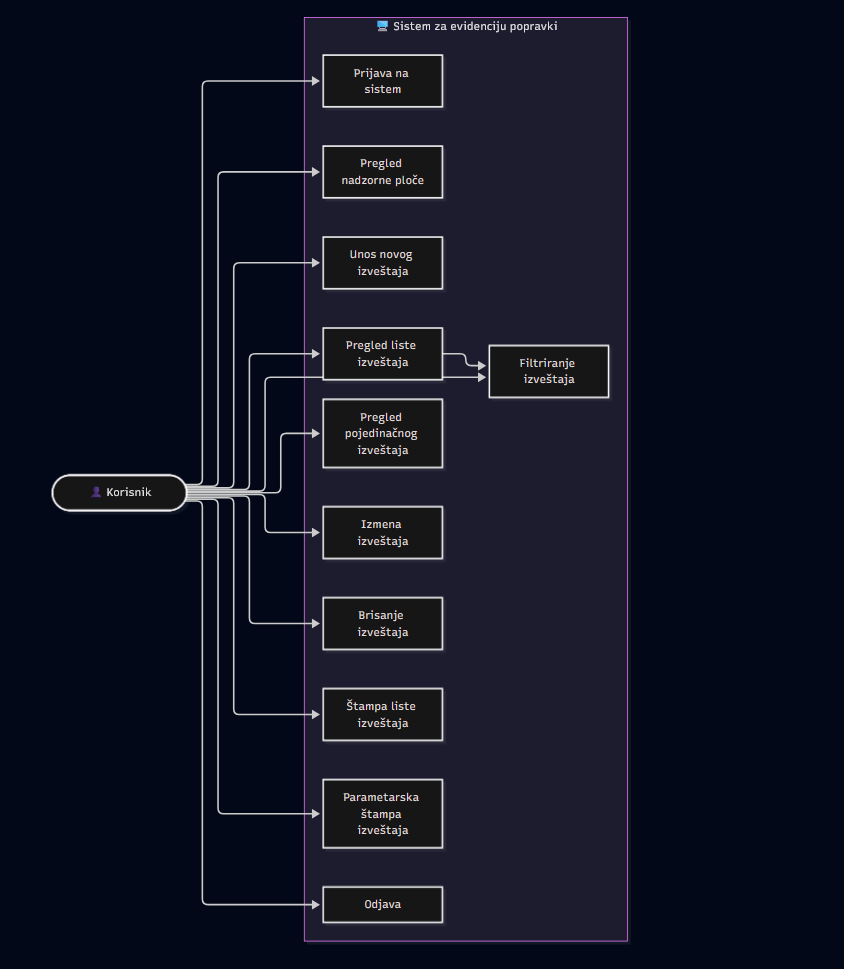 Sistem za evidenciju popravki
Prijava na
sistem
Pregled
nadzorne ploče
Unos novog
izveštaja
Pregled liste
izveštaja
Filtriranje
izveštaja
Pregled
pojedinačnog
izveštaja
Korisnik
Izmena
izveštaja
Brisanje
izveštaja
Štampa liste
izveštaja
Parametarska
štampa
izveštaja
Odjava